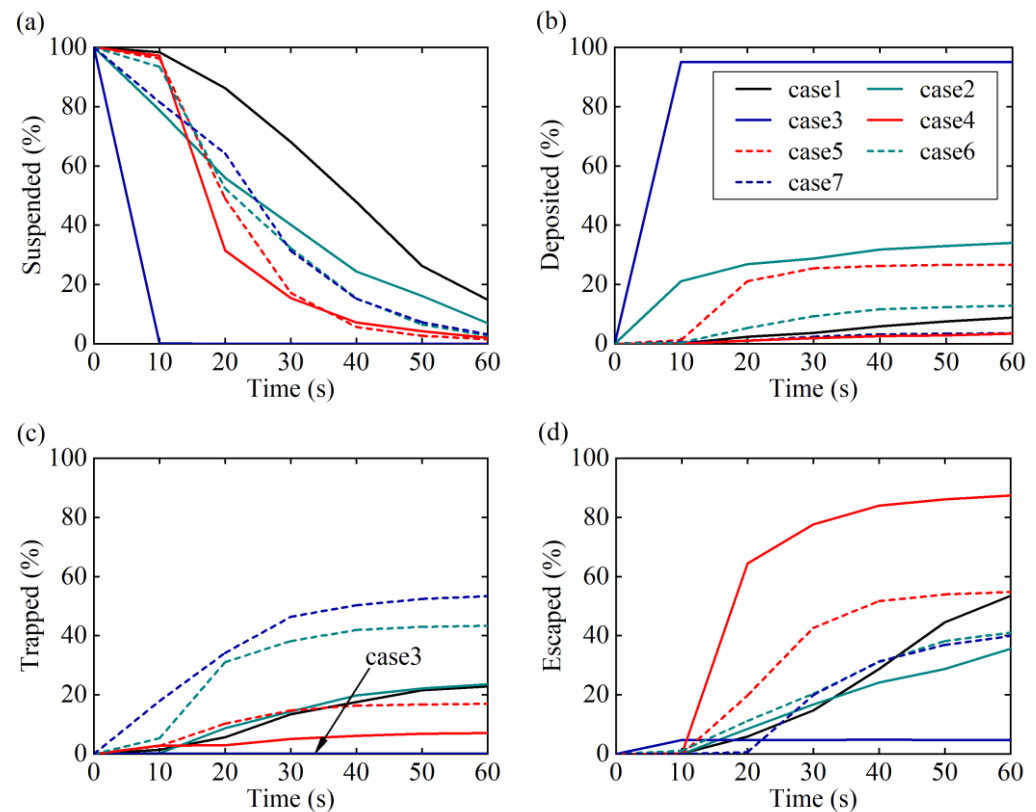 (a)
100
80
60
40
20
0
Suspended (%)
0 10 20 30 40 50 60
Time (s)
(b)
100
80
60
40
20
0
Deposited (%)
case1 case2
case3 case4
case5 case6
case7
0 10 20 30 40 50 60
Time (s)
(c)
100
80
60
40
20
0
Trapped (%)
case3
0 10 20 30 40 50 60
Time (s)
(d)
100
80
60
40
20
0
Escaped (%)
0 10 20 30 40 50 60
Time (s)